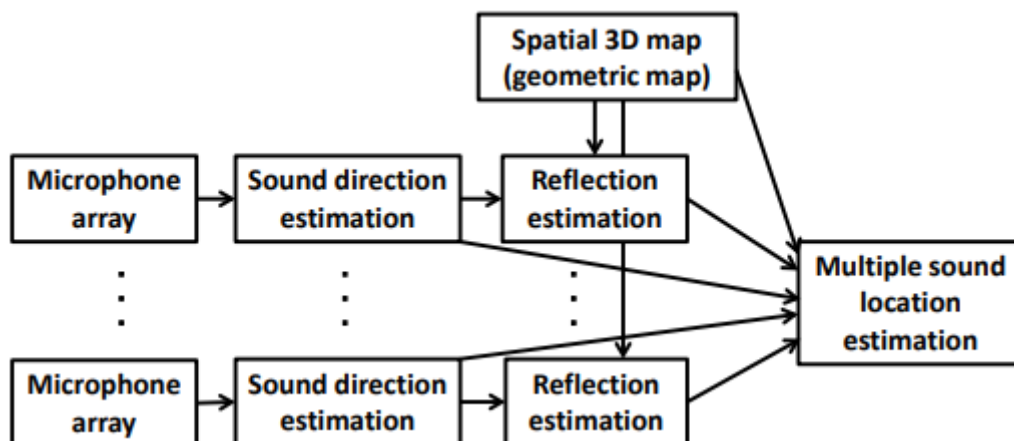 Spatial 3D map
(geometric map)
Microphone
array
Sound direction
estimation
Reflection
estimation
Multiple sound
location
estimation
Microphone
array
Sound direction
estimation
Reflection
estimation